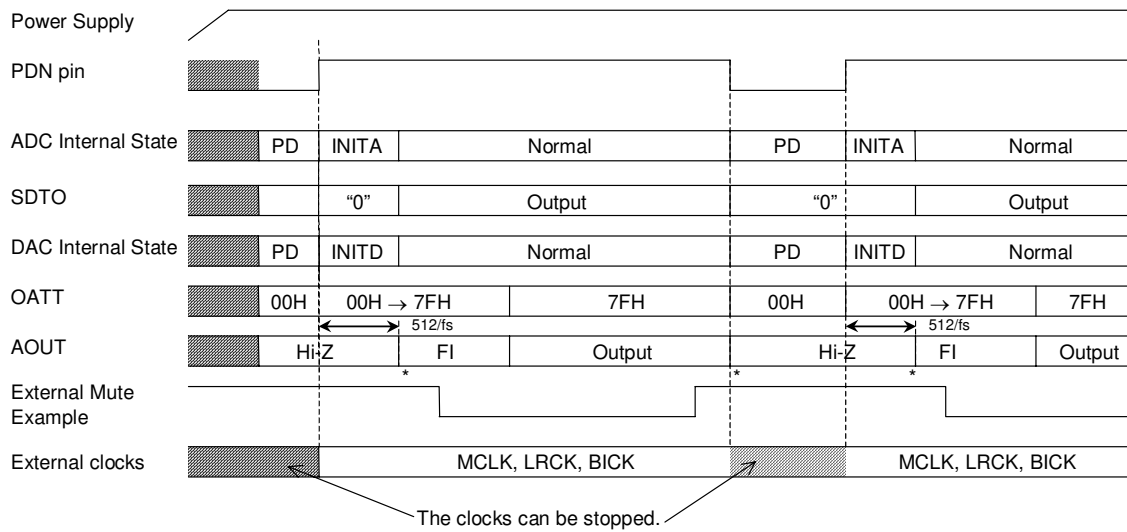 Power Supply
PDN pin
ADC Internal State PD INITA Normal PD INITA Normal
SDTO “0” Output “0” Output
DAC Internal State PD INITD Normal PD INITD Normal
OATT 00H 00H → 7FH 7FH 00H 00H → 7FH 7FH
512/fs 512/fs
AOUT Hi-Z FI Output Hi-Z FI Output
* * *
External Mute
Example
External clocks MCLK, LRCK, BICK MCLK, LRCK, BICK
The clocks can be stopped.